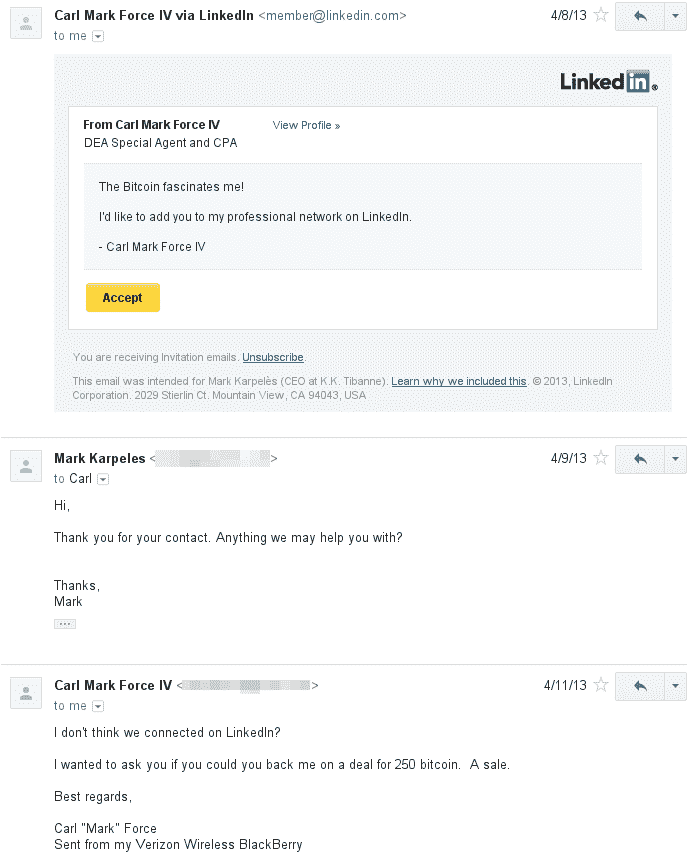 Carl Mark Force IV via LinkedIn <member@linkedin.com> 4/8/13
to me
Linked in®
From Carl Mark Force IV View Profile »
DEA Special Agent and CPA
The Bitcoin fascinates me!
I'd like to add you to my professional network on LinkedIn.
- Carl Mark Force IV
Accept
You are receiving Invitation emails. Unsubscribe.
This email was intended for Mark Karpelès (CEO at K.K. Tibanne). Learn why we included this. © 2013, LinkedIn
Corporation. 2029 Stierlin Ct. Mountain View, CA 94043, USA
Mark Karpeles < > 4/9/13
to Carl
Hi,
Thank you for your contact. Anything we may help you with?
Thanks,
Mark
Carl Mark Force IV < > 4/11/13
to me
I don't think we connected on LinkedIn?
I wanted to ask you if you could you back me on a deal for 250 bitcoin.  A sale.
Best regards,
Carl "Mark" Force
Sent from my Verizon Wireless BlackBerry